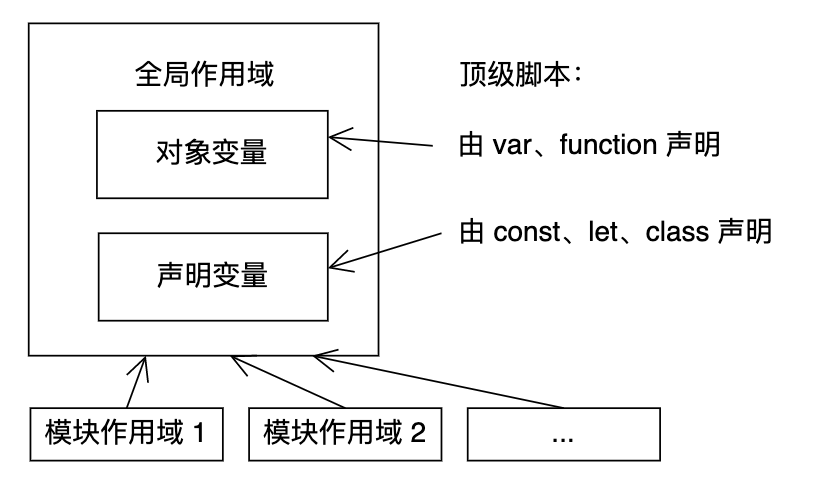 全局作用域
顶级脚本：
对象变量
由 var、function 声明
声明变量
由 const、let、class 声明
模块作用域 1
模块作用域 2
...